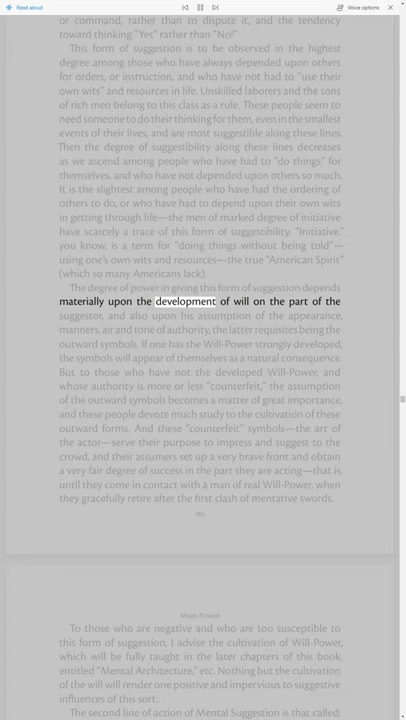 Read aloud
Voice options
or command, rather than to dispute it, and the tendency
toward thinking "Yes" rather than "No!"
This form of suggestion is to be observed in the highest
degree among those who have always depended upon others
for orders, or instruction, and who have not had to "use their
own wits" and resources in life. Unskilled laborers and the sons
of rich men belong to this class as a rule. These people seem to
need someone to do their thinking for them, even in the smallest
events of their lives, and are most suggestible along these lines.
Then the degree of suggestibility along these lines decreases
as we ascend among people who have had to "do things" for
themselves, and who have not depended upon others so much.
It is the slightest among people who have had the ordering of
others to do, or who have had to depend upon their own wits
in getting through life—the men of marked degree of initiative
have scarcely a trace of this form of suggestibility. "Initiative,"
you know, is a term for "doing things without being told"—
using one's own wits and resources—the true "American Spirit"
(which so many Americans lack).
The degree of power in giving this form of suggestion depends
materially upon the development of will on the part of the
suggestor, and also upon his assumption of the appearance,
manners, air and tone of authority, the latter requisites being the
outward symbols. If one has the Will-Power strongly developed,
the symbols will appear of themselves as a natural consequence.
But to those who have not the developed Will-Power, and
whose authority is more or less "counterfeit," the assumption
of the outward symbols becomes a matter of great importance,
and these people devote much study to the cultivation of these
outward forms. And these "counterfeit" symbols—the art of
the actor—serve their purpose to impress and suggest to the
crowd, and their assumers set up a very brave front and obtain
a very fair degree of success in the part they are acting—that is,
until they come in contact with a man of real Will-Power, when
they gracefully retire after the first clash of mentative swords.
Mind-Power
To those who are negative and who are too susceptible to
this form of suggestion, I advise the cultivation of Will-Power,
which will be fully taught in the later chapters of this book,
entitled "Mental Architecture," etc. Nothing but the cultivation
of the will will render one positive and impervious to suggestive
influences of this sort.
The second line of action of Mental Suggestion is that called: